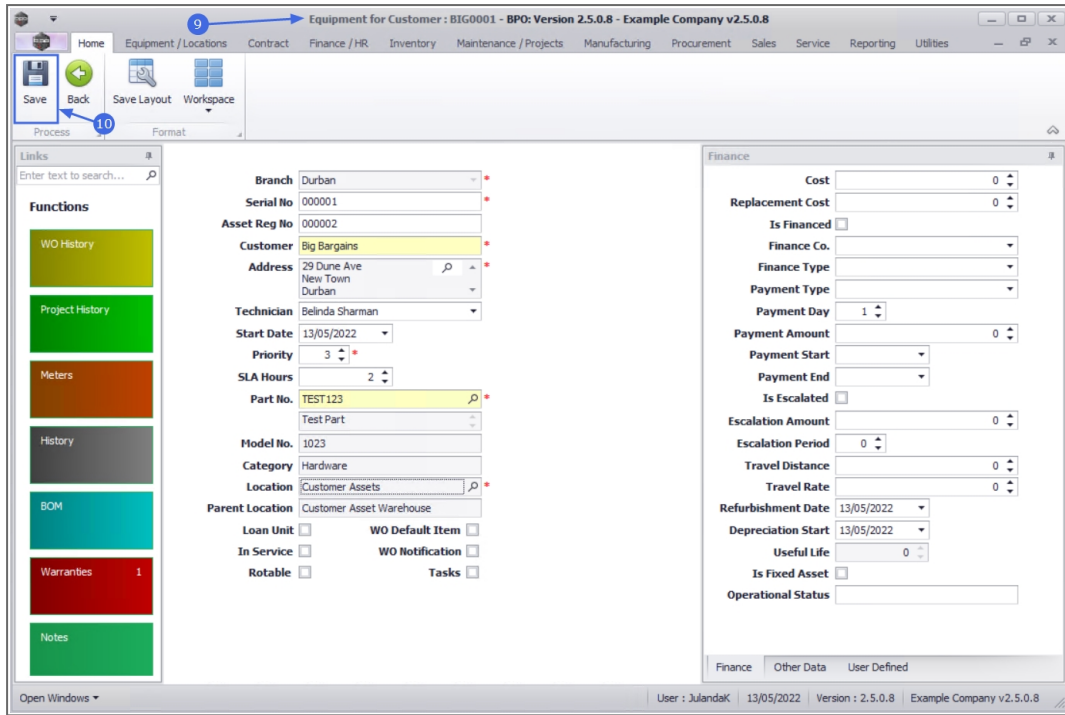 9
Equipment for Customer : BIG0001 - BPO: Version 2.5.0.8 - Example Company v2.5.0.8
Home Equipment / Locations Contract Finance / HR Inventory Maintenance / Projects Manufacturing Procurement Sales Service Reporting Utilities
Save Back Save Layout Workspace
10
Process Format
Links
Enter text to search...
Functions
WO History
Project History
Meters
History
BOM
Warranties 1
Notes
Branch Durban *
Serial No 000001 *
Asset Reg No 000002
Customer Big Bargains *
Address 29 Dune Ave *
New Town
Durban
Technician Belinda Sharman
Start Date 13/05/2022
Priority 3 *
SLA Hours 2
Part No. TEST123 *
Test Part
Model No. 1023
Category Hardware
Location Customer Assets *
Parent Location Customer Asset Warehouse
Loan Unit WO Default Item
In Service WO Notification
Rotable Tasks
Finance
Cost 0
Replacement Cost 0
Is Financed
Finance Co.
Finance Type
Payment Type
Payment Day 1
Payment Amount 0
Payment Start
Payment End
Is Escalated
Escalation Amount 0
Escalation Period 0
Travel Distance 0
Travel Rate 0
Refurbishment Date 13/05/2022
Depreciation Start 13/05/2022
Useful Life 0
Is Fixed Asset
Operational Status
Finance Other Data User Defined
Open Windows User : JulandaK 13/05/2022 Version : 2.5.0.8 Example Company v2.5.0.8